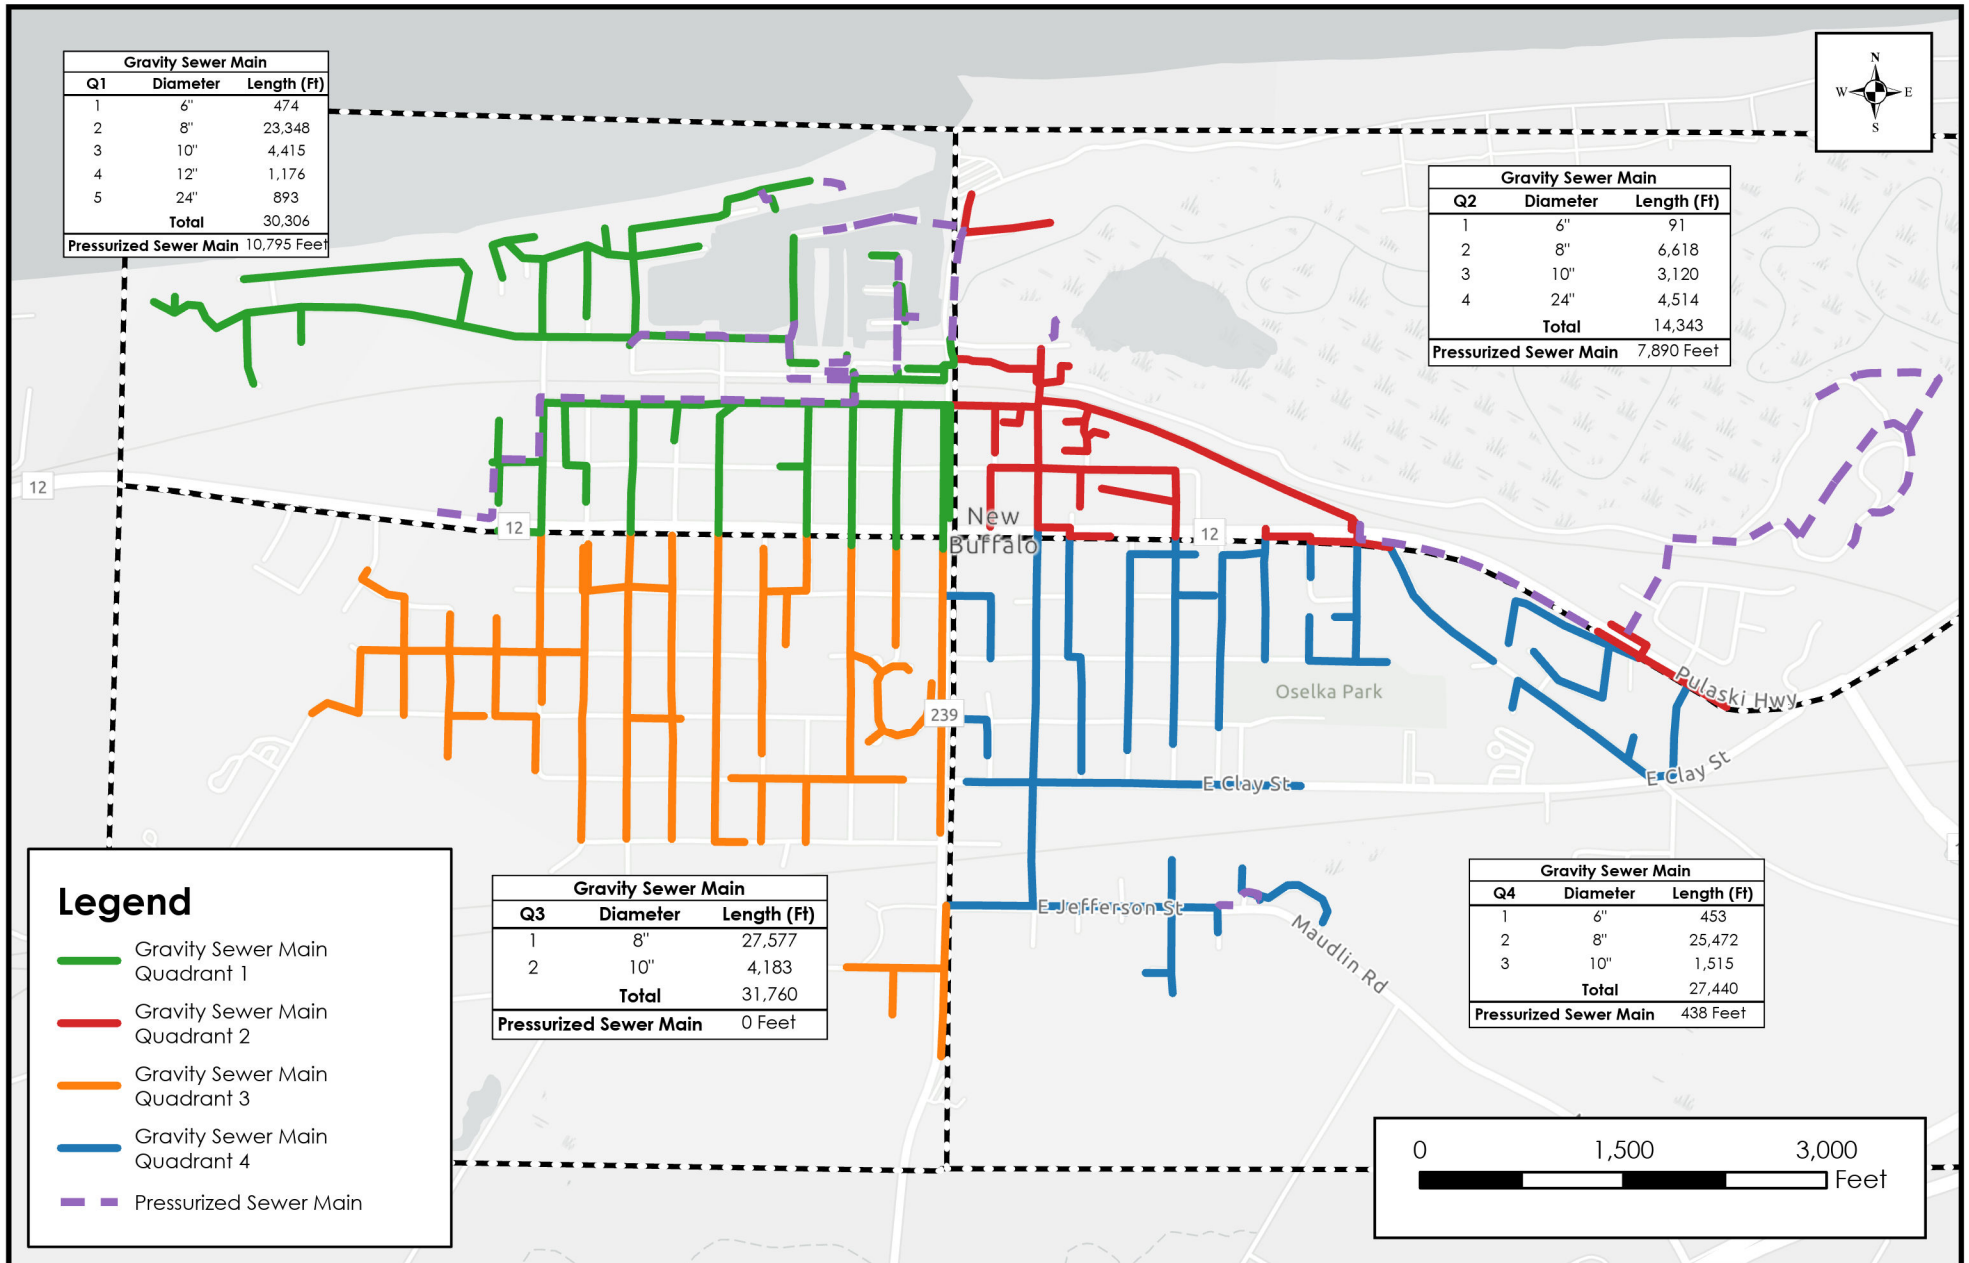 Gravity Sewer Main
Q1 Diameter Length (Ft)
1 6" 474
2 8" 23,348
3 10" 4,415
4 12" 1,176
5 24" 893
Total 30,306
Pressurized Sewer Main 10,795 Feet
N
W E
S
Gravity Sewer Main
Q2 Diameter Length (Ft)
1 6" 91
2 8" 6,618
3 10" 3,120
4 24" 4,514
Total 14,343
Pressurized Sewer Main 7,890 Feet
12
12
New
Buffalo
12
239
Oselka Park
Pulaski Hwy
E Clay St
E Clay St
E Jefferson St
Maudlin Rd
Gravity Sewer Main
Q3 Diameter Length (Ft)
1 8" 27,577
2 10" 4,183
Total 31,760
Pressurized Sewer Main 0 Feet
Gravity Sewer Main
Q4 Diameter Length (Ft)
1 6" 453
2 8" 25,472
3 10" 1,515
Total 27,440
Pressurized Sewer Main 438 Feet
Legend
Gravity Sewer Main
Quadrant 1
Gravity Sewer Main
Quadrant 2
Gravity Sewer Main
Quadrant 3
Gravity Sewer Main
Quadrant 4
Pressurized Sewer Main
0 1,500 3,000
Feet